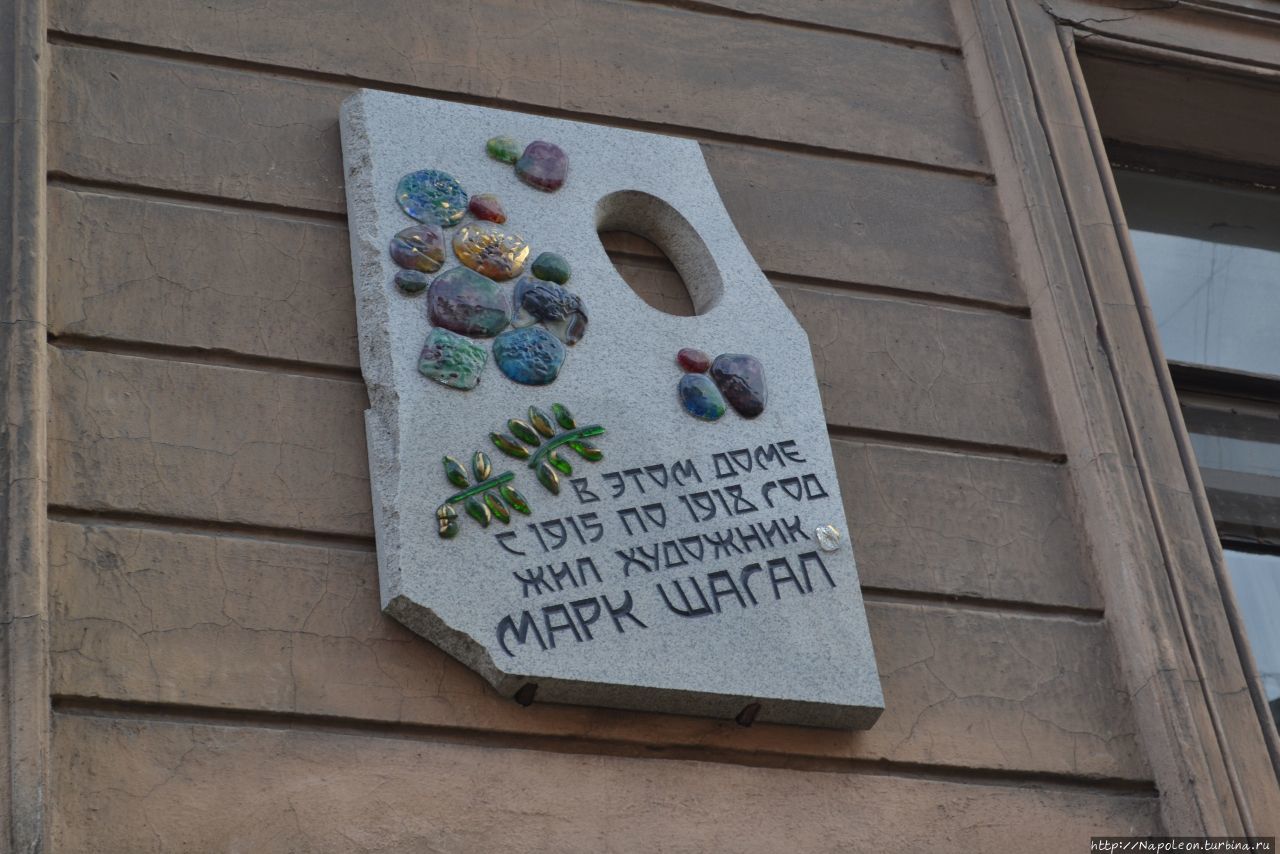 В ЭТОМ ДОМЕ
С 1915 ПО 1918 ГОД
ЖИЛ ХУДОЖНИК
МАРК ШАГАЛ
http://Napoleon.turbina.ru